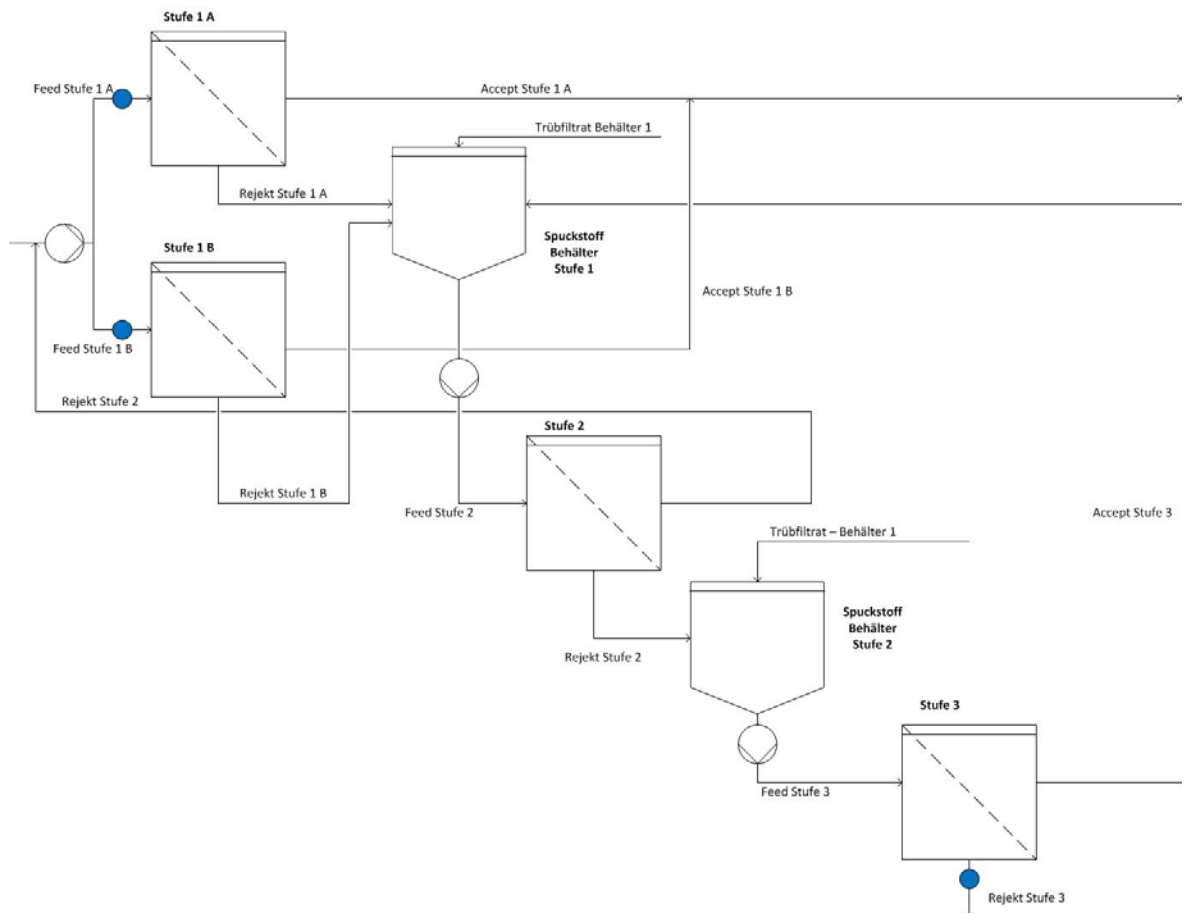 Stufe 1 A
Feed Stufe 1 A
Accept Stufe 1 A
Trübfiltrat Behälter 1
Rejekt Stufe 1 A
Stufe 1 B
Spuckstoff
Behälter
Stufe 1
Accept Stufe 1 B
Feed Stufe 1 B
Rejekt Stufe 2
Stufe 2
Rejekt Stufe 1 B
Feed Stufe 2
Accept Stufe 3
Trübfiltrat – Behälter 1
Spuckstoff
Behälter
Stufe 2
Rejekt Stufe 2
Stufe 3
Feed Stufe 3
Rejekt Stufe 3